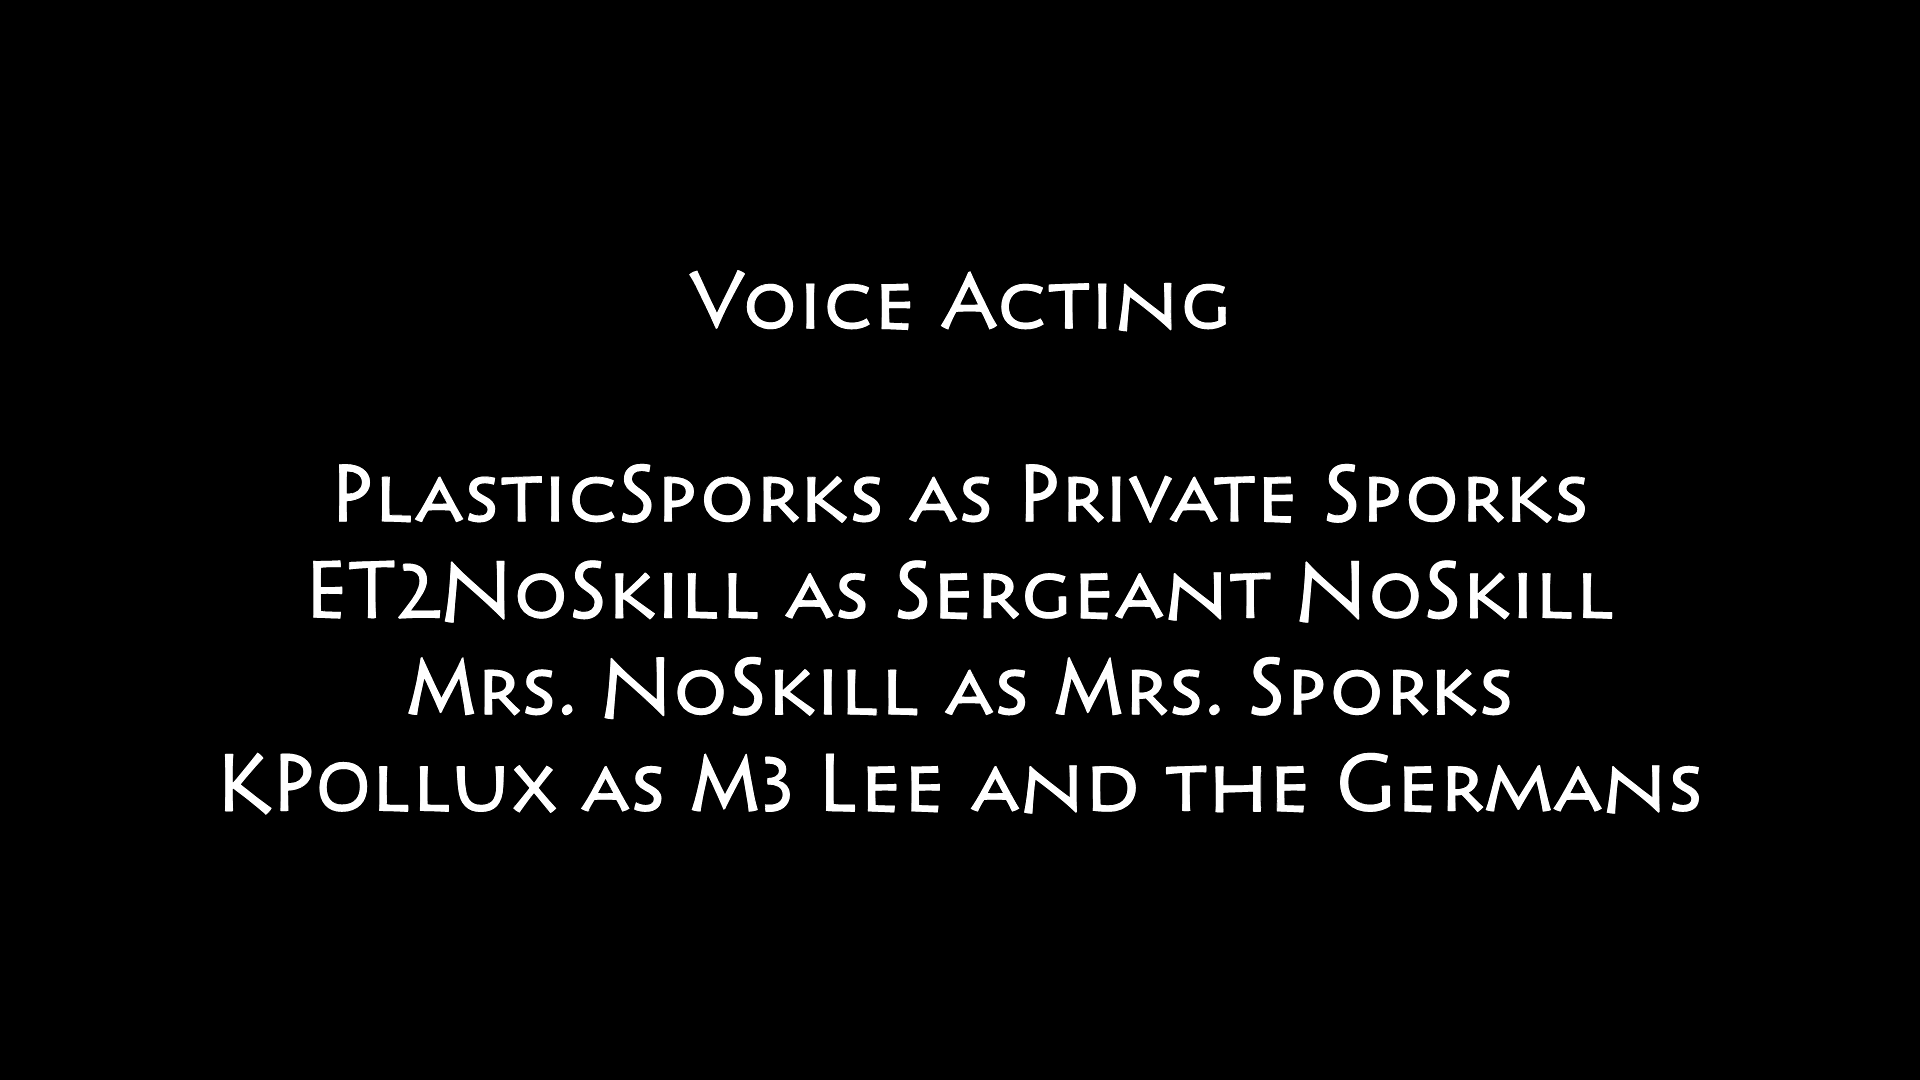 Voice Acting
PlasticSporks as Private Sporks
ET2NoSkill as Sergeant NoSkill
Mrs. NoSkill as Mrs. Sporks
KPollux as M3 Lee and the Germans